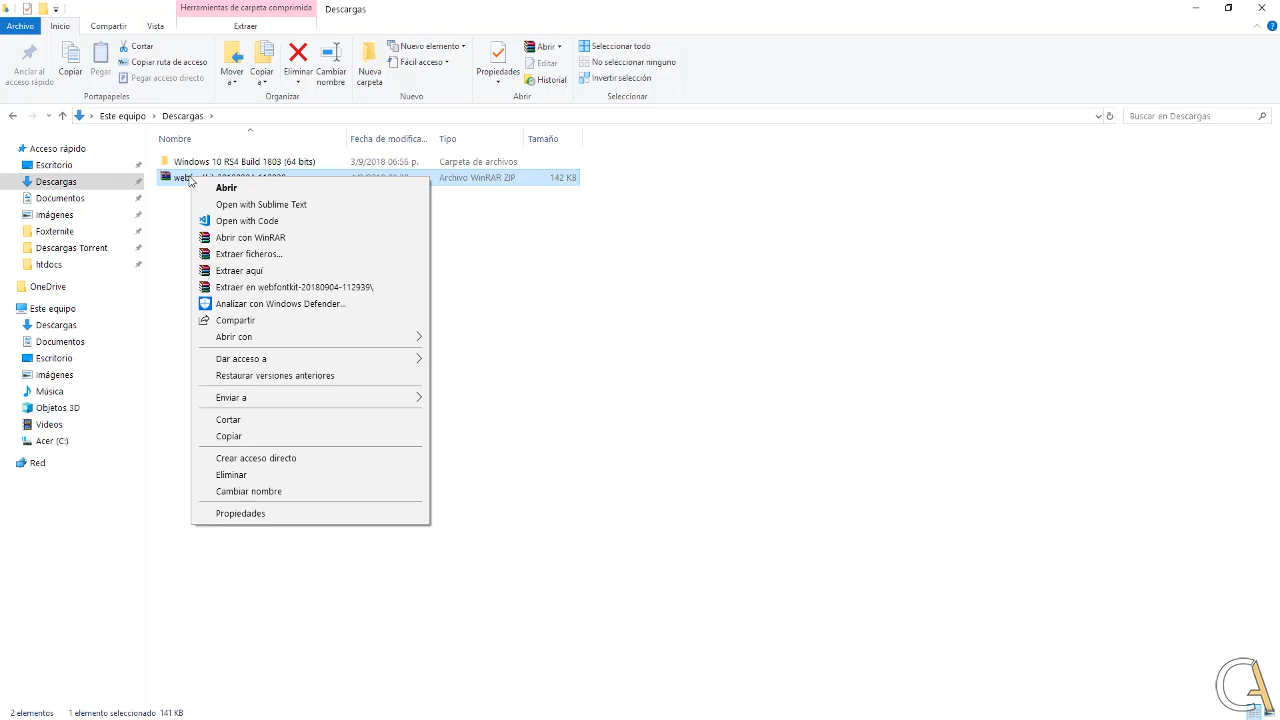 Herramientas de carpeta comprimida
Descargas
Archivo
Inicio
Compartir
Vista
Extraer
Anclar al
acceso rápido
Copiar
Pegar
Cortar
Copiar ruta de acceso
Pegar acceso directo
Portapapeles
Mover
a
Copiar
a
Eliminar
Cambiar
nombre
Organizar
Nueva
carpeta
Nuevo elemento
Fácil acceso
Nuevo
Propiedades
Abrir
Editar
Historial
Abrir
Seleccionar todo
No seleccionar ninguno
Invertir selección
Seleccionar
Este equipo > Descargas >
Buscar en Descargas
Nombre
Fecha de modifica...
Tipo
Tamaño
Windows 10 RS4 Build 1803 (64 bits)
3/9/2018 06:56 p.
Carpeta de archivos
Archivo WinRAR ZIP
142 KB
Acceso rápido
Escritorio
Descargas
Documentos
Imágenes
Foxternite
Descargas Torrent
htdocs
OneDrive
Este equipo
Descargas
Documentos
Escritorio
Imágenes
Música
Objetos 3D
Videos
Acer (C:)
Red
Abrir
Open with Sublime Text
Open with Code
Abrir con WinRAR
Extraer ficheros...
Extraer aquí
Extraer en webfontkit-20180904-112939\
Analizar con Windows Defender...
Compartir
Abrir con
Dar acceso a
Restaurar versiones anteriores
Enviar a
Cortar
Copiar
Crear acceso directo
Eliminar
Cambiar nombre
Propiedades
2 elementos
1 elemento seleccionado 141 KB
CA